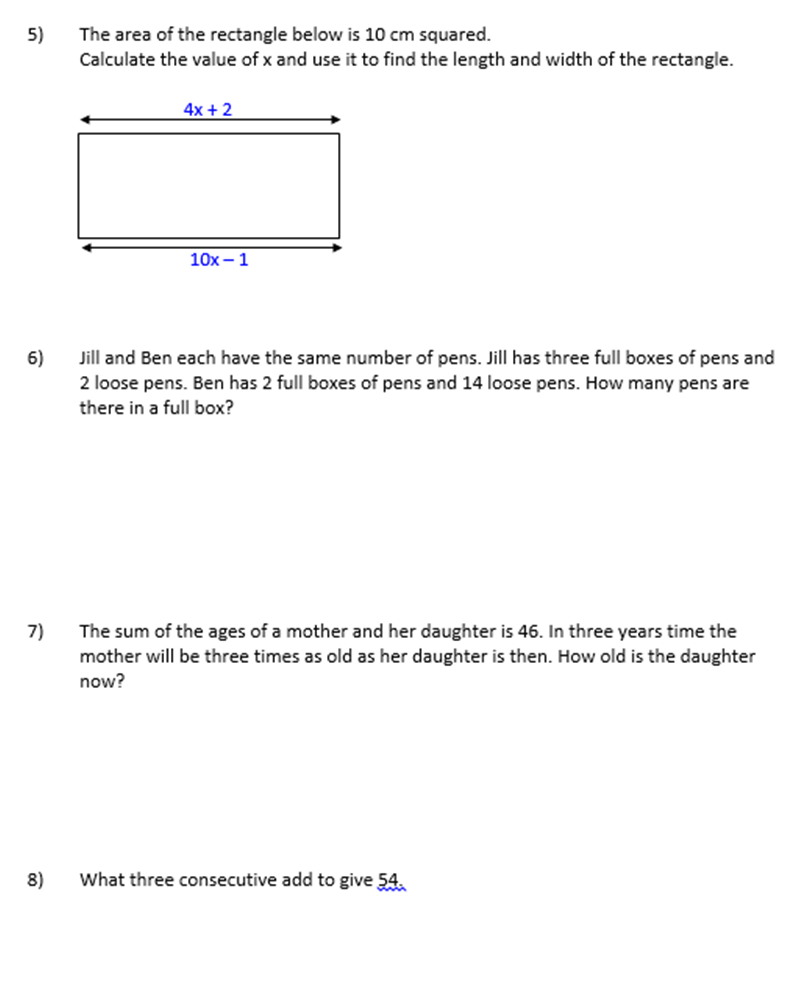 5) The area of the rectangle below is 10 cm squared.
Calculate the value of x and use it to find the length and width of the rectangle.
4x + 2
10x – 1
6) Jill and Ben each have the same number of pens. Jill has three full boxes of pens and
2 loose pens. Ben has 2 full boxes of pens and 14 loose pens. How many pens are
there in a full box?
7) The sum of the ages of a mother and her daughter is 46. In three years time the
mother will be three times as old as her daughter is then. How old is the daughter
now?
8) What three consecutive add to give 54.